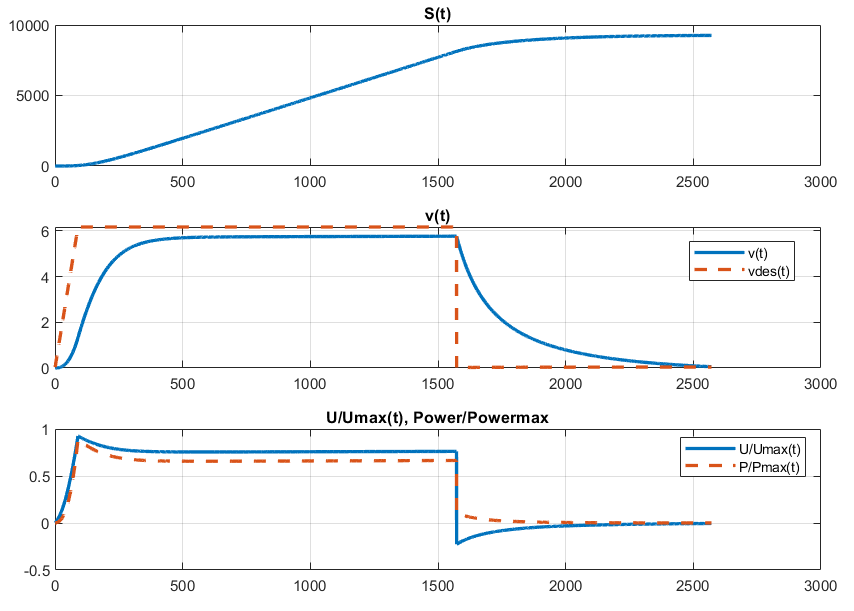 S(t)
10000
5000
0
0 500 1000 1500 2000 2500 3000
v(t)
6
4
2
0
v(t)
vdes(t)
0 500 1000 1500 2000 2500 3000
U/Umax(t), Power/Powermax
1
0.5
0
-0.5
U/Umax(t)
P/Pmax(t)
0 500 1000 1500 2000 2500 3000